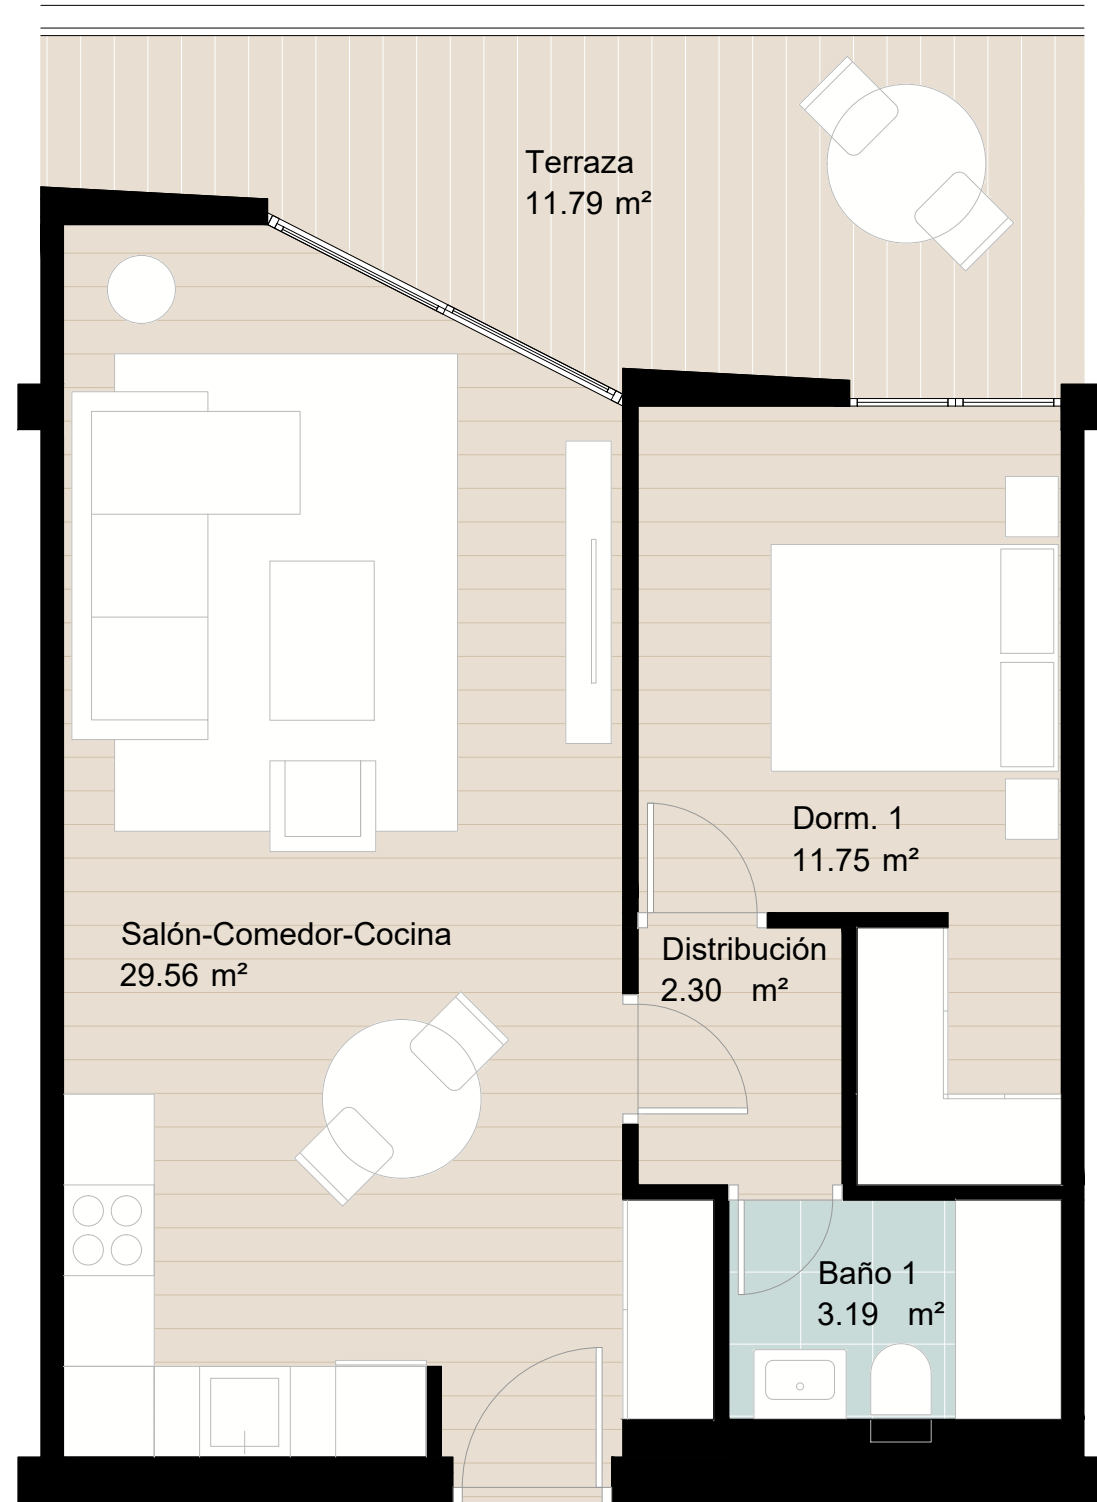 Terraza
11.79 m²
Dorm. 1
11.75 m²
Salón-Comedor-Cocina
29.56 m²
Distribución
2.30 m²
Baño 1
3.19 m²